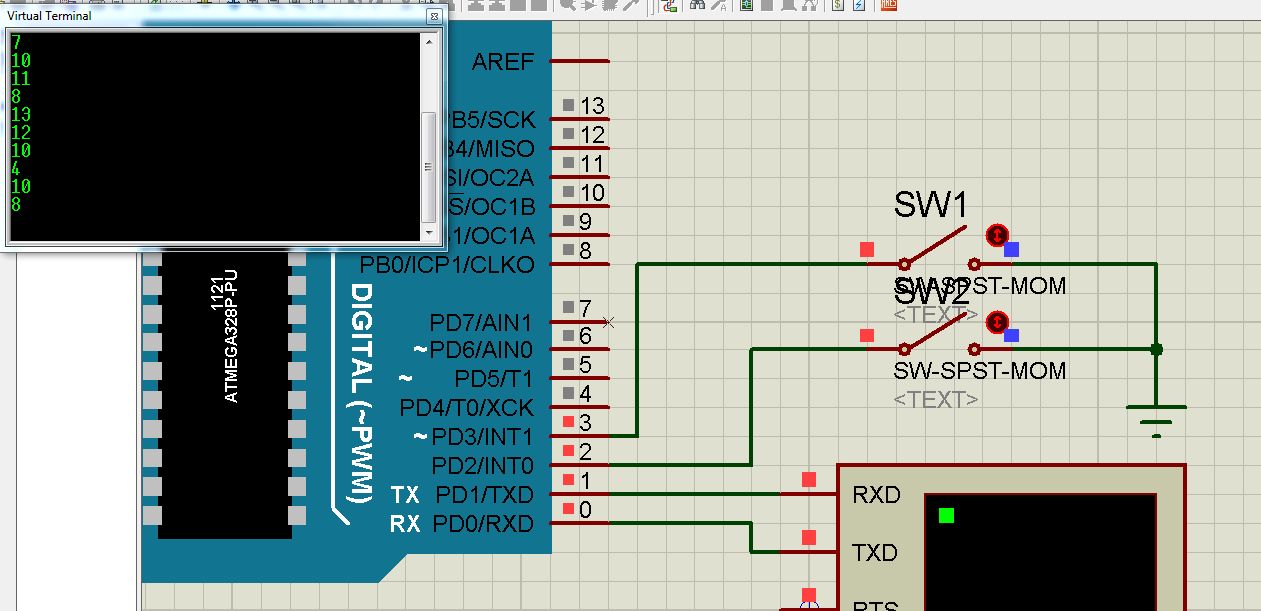 Virtual Terminal
7
10
11
8
13
12
10
4
10
8
AREF
13
PB5/SCK
12
B4/MISO
11
SI/OC2A
10
S/OC1B
9
1/OC1A
8
PB0/ICP1/CLKO
7
PD7/AIN1
6
~PD6/AIN0
5
~ PD5/T1
4
PD4/T0/XCK
3
~PD3/INT1
2
PD2/INT0
1
TX PD1/TXD
0
RX PD0/RXD
DIGITAL (~PWM)
1121
ATMEGA328P-PU
SW1
SW-SPST-MOM
<TEXT>
SW2
SW-SPST-MOM
<TEXT>
RXD
TXD
RTS